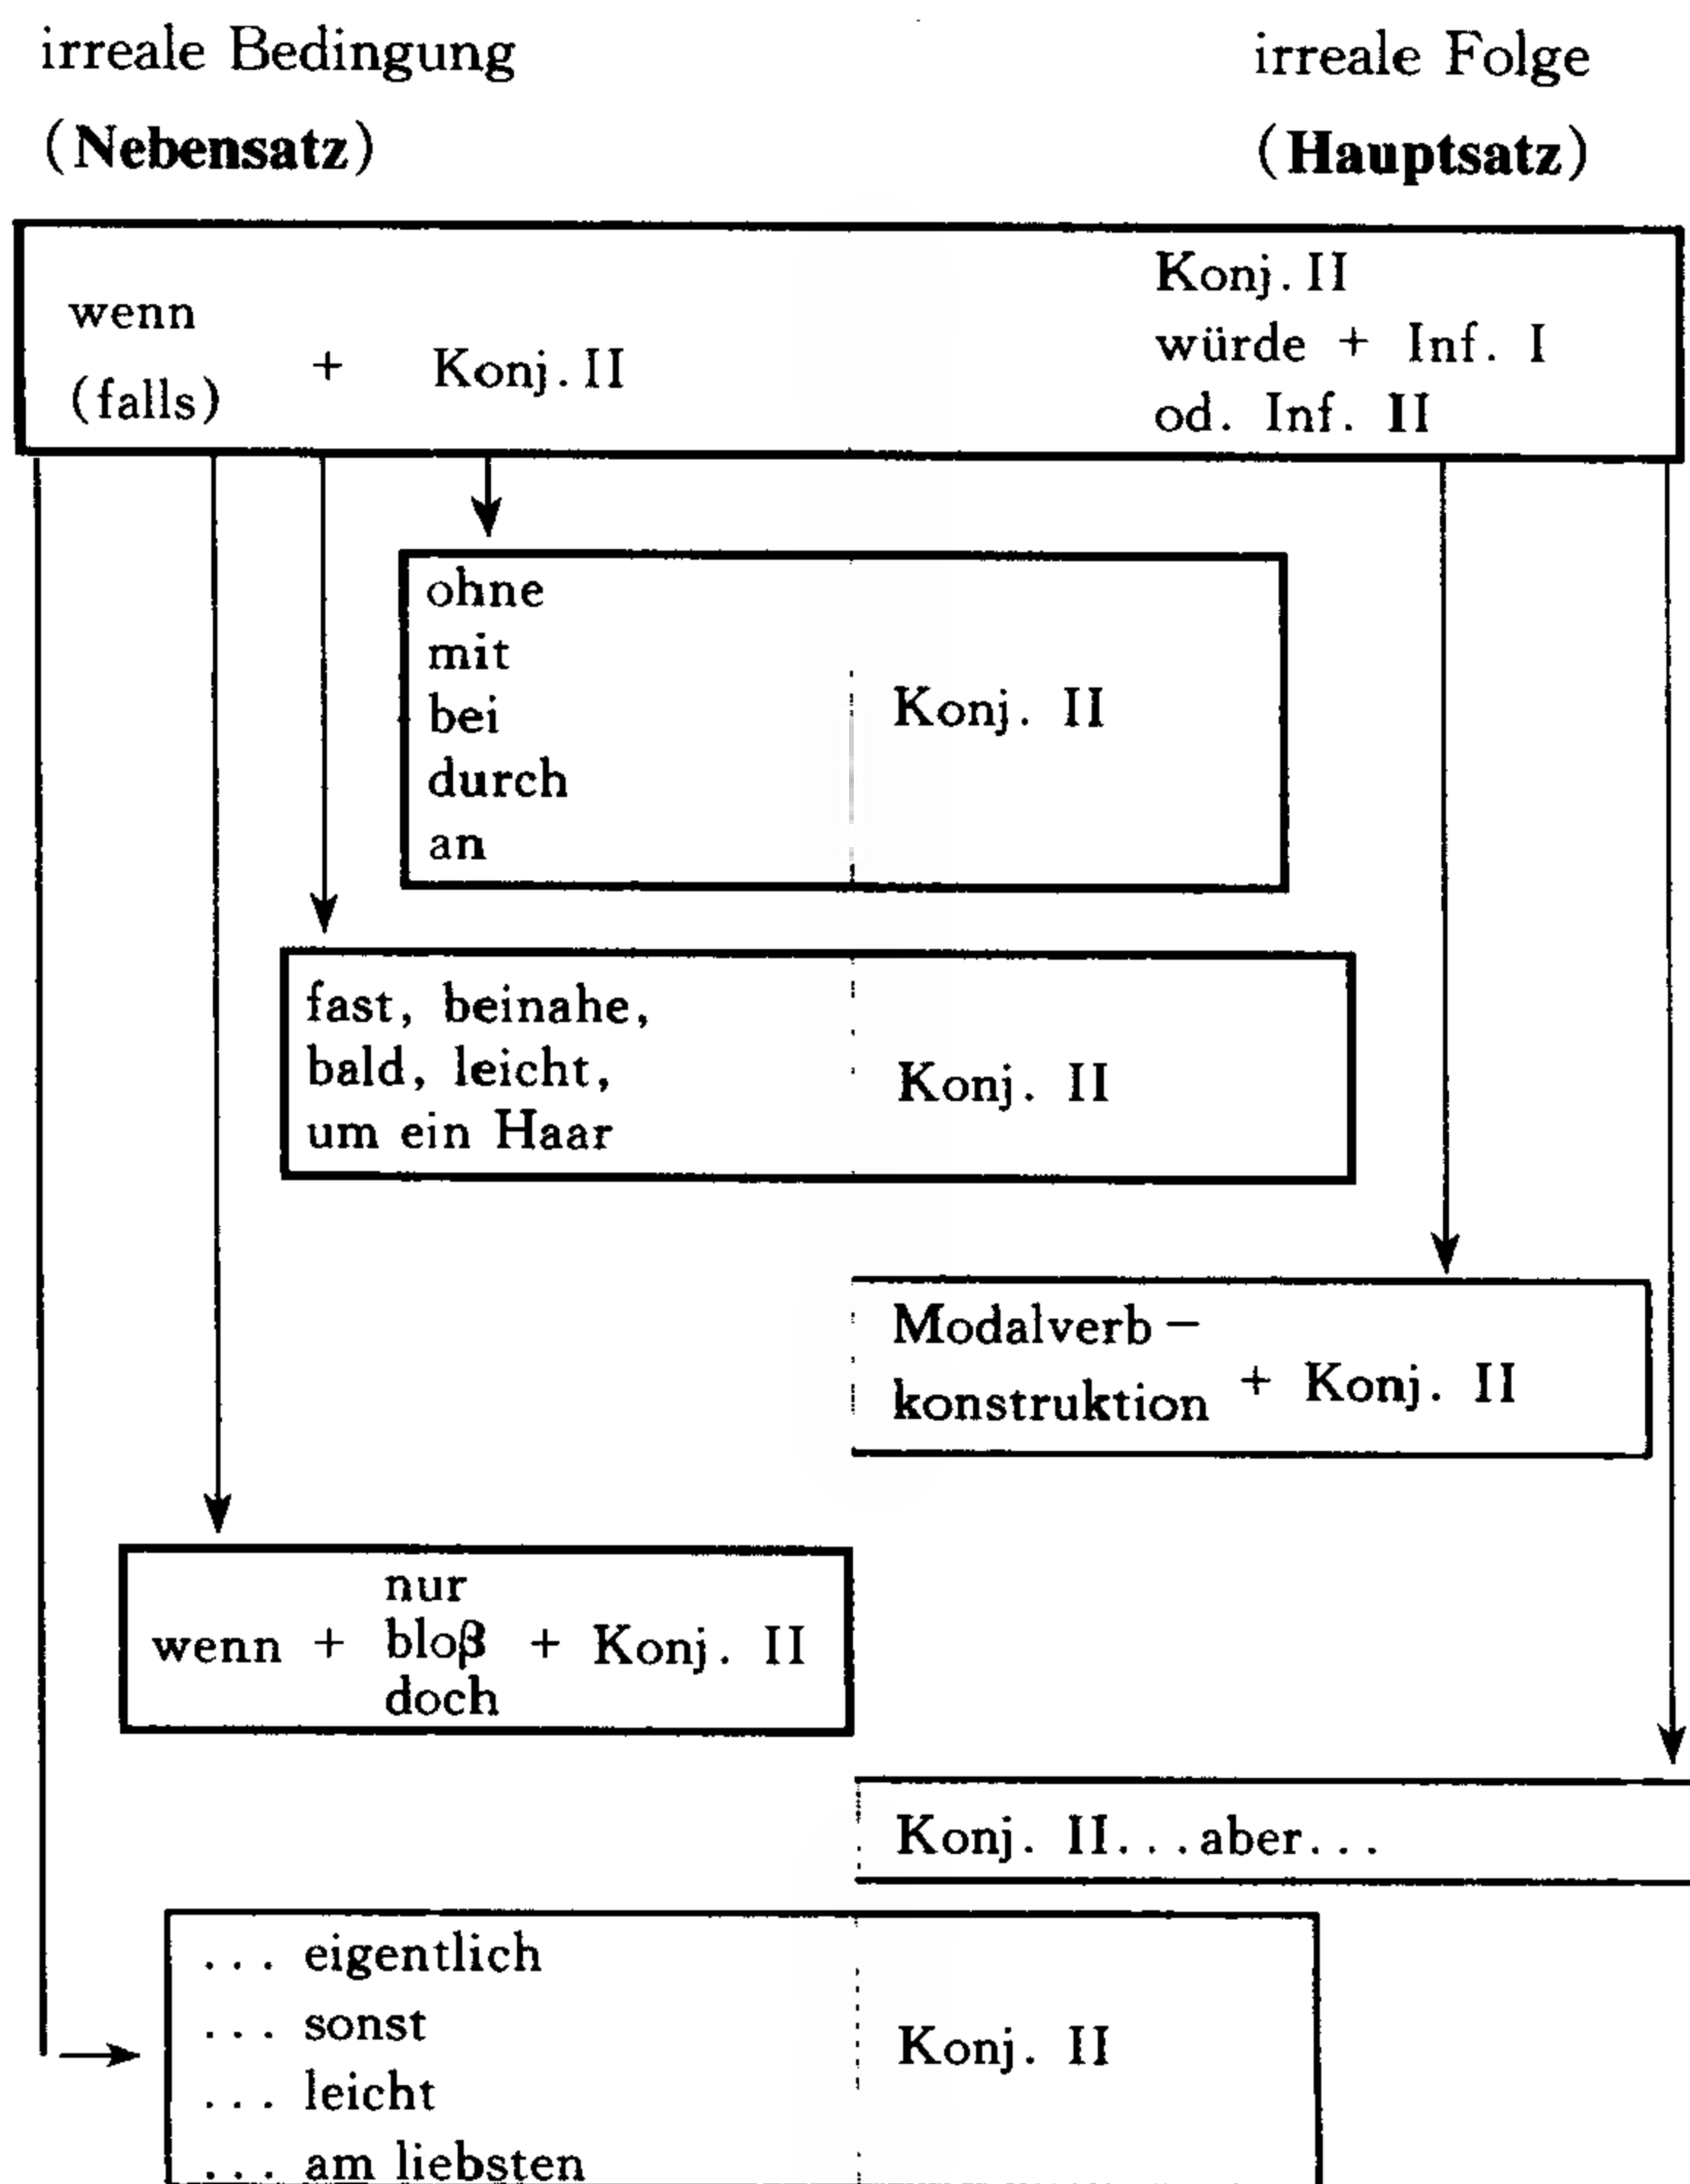 irreale Bedingung
(Nebensatz)
irreale Folge
(Hauptsatz)
wenn
(falls)
+ Konj. II
Konj. II
würde + Inf. I
od. Inf. II
ohne
mit
bei
durch
an
Konj. II
fast, beinahe,
bald, leicht,
um ein Haar
Konj. II
Modalverb-
konstruktion + Konj. II
nur
wenn + bloß + Konj. II
doch
Konj. II...aber...
... eigentlich
... sonst
... leicht
... am liebsten
Konj. II